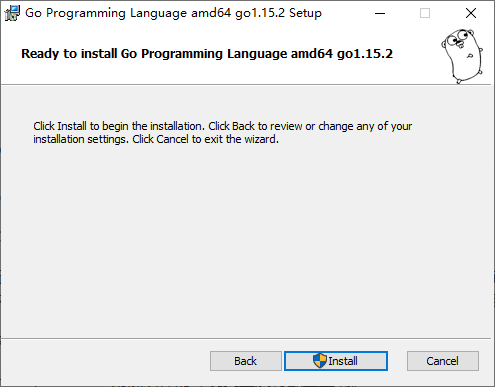 Go Programming Language amd64 go1.15.2 Setup
Ready to install Go Programming Language amd64 go1.15.2
Click Install to begin the installation. Click Back to review or change any of your
installation settings. Click Cancel to exit the wizard.
Back
Install
Cancel